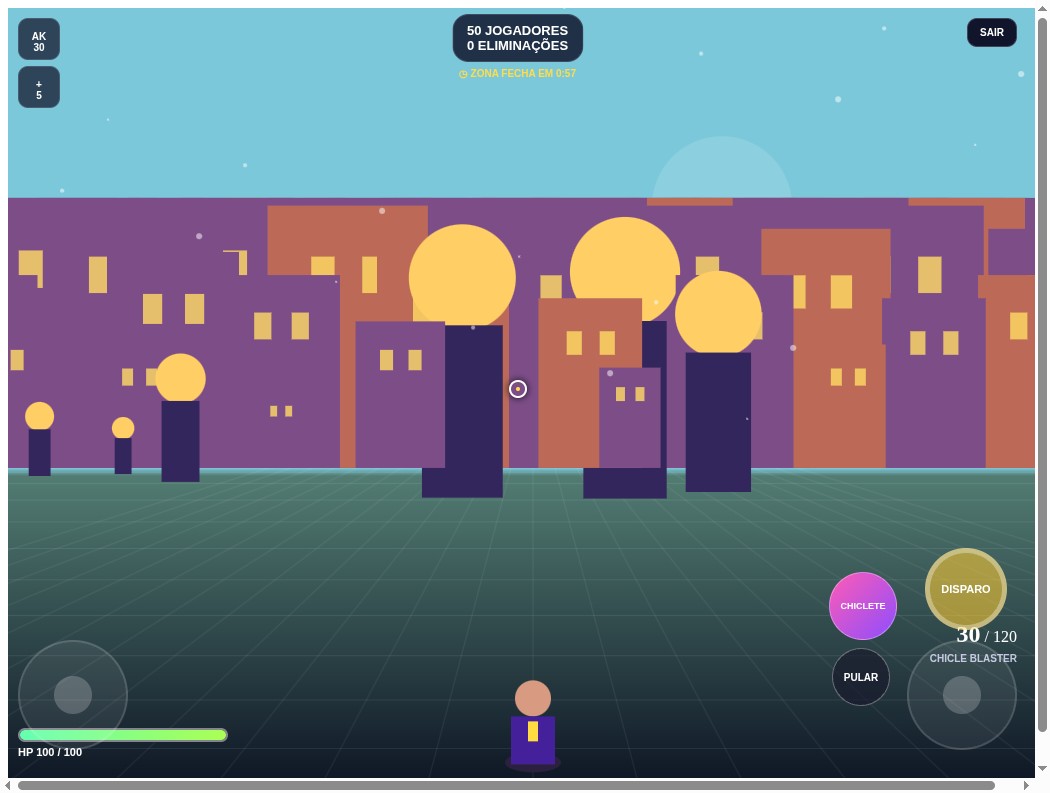 AK
30
+
5
50 JOGADORES
0 ELIMINAÇÕES
ZONA FECHA EM 0:57
SAIR
DISPARO
CHICLETE
30 / 120
CHICLE BLASTER
PULAR
HP 100 / 100